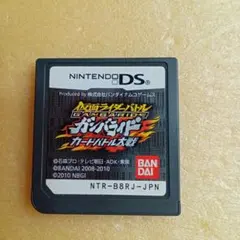 NINTENDO DS
Produced by 株式会社バンダイナムコゲームス
仮面ライダーバトル
GANBARIDE
ガンバライド
カードバトル大戦
©石森プロ・テレビ朝日・ADK/東映
©BANDAI 2008-2010
©2010 NBGI
BAN
DAI
NTR-B8RJ-JPN